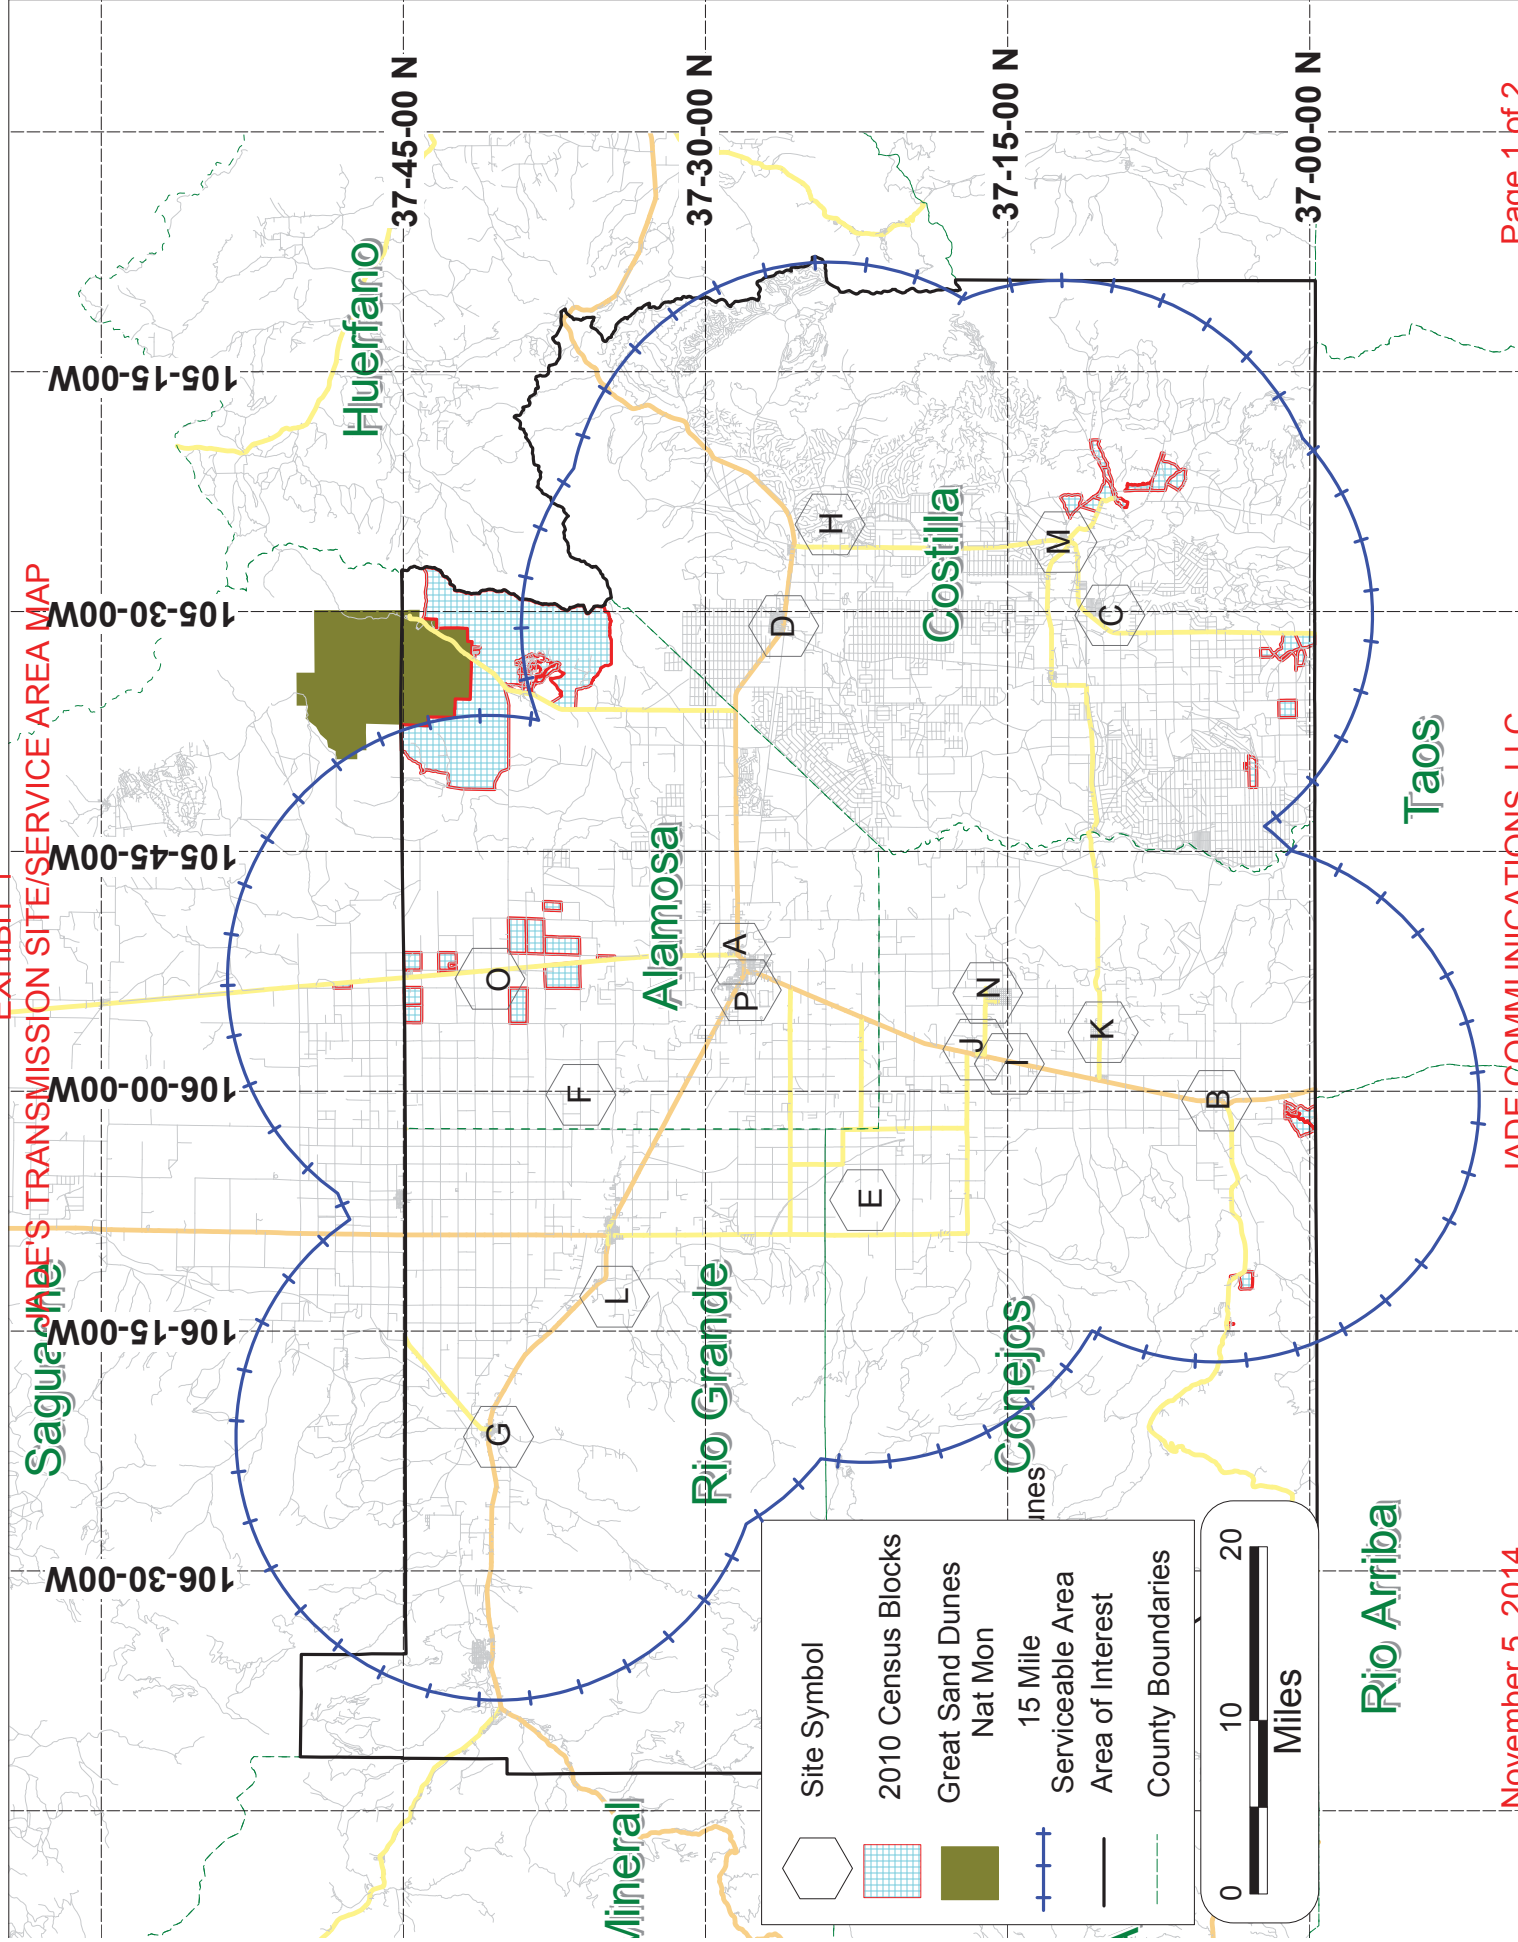 EXHIBIT
JADE'S TRANSMISSION SITE/SERVICE AREA MAP
106-30-00W
106-15-00W
106-00-00W
105-45-00W
105-30-00W
105-15-00W
37-45-00 N
37-30-00 N
37-15-00 N
37-00-00 N
Saguache
Huerfano
Mineral
Rio Grande
Alamosa
Conejos
Costilla
Rio Arriba
Taos
G
L
F
O
P
A
D
H
E
J
I
N
K
M
C
B
Site Symbol
2010 Census Blocks
Great Sand Dunes
Nat Mon
unes
15 Mile
Serviceable Area
Area of Interest
County Boundaries
0
10
20
Miles
November 5, 2014
JADE COMMUNICATIONS, LLC
Page 1 of 2